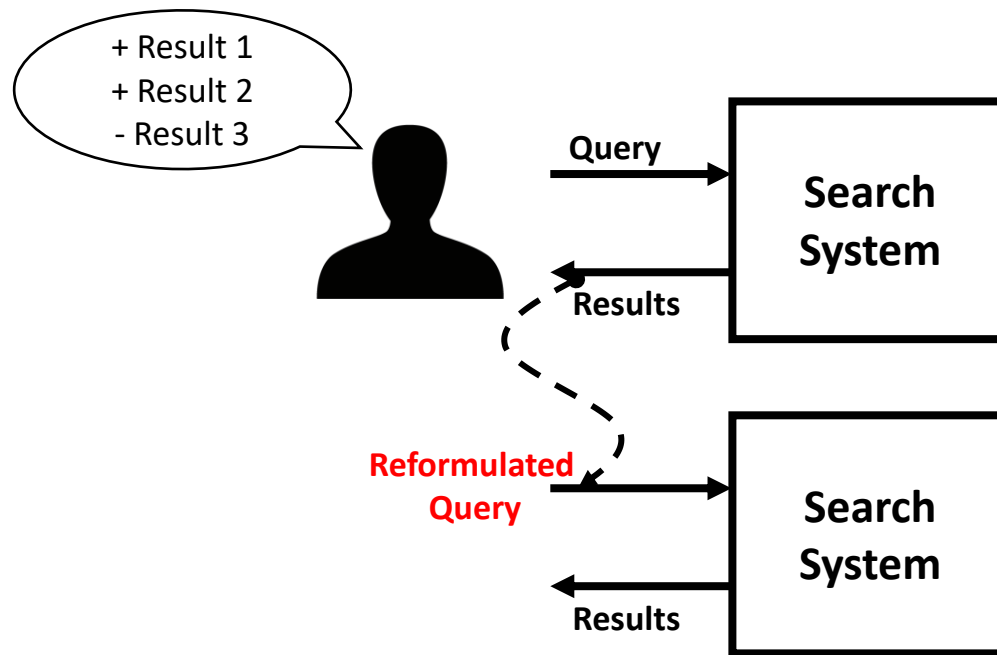 + Result 1
+ Result 2
- Result 3
Query
Search
System
Results
Reformulated
Query
Search
System
Results